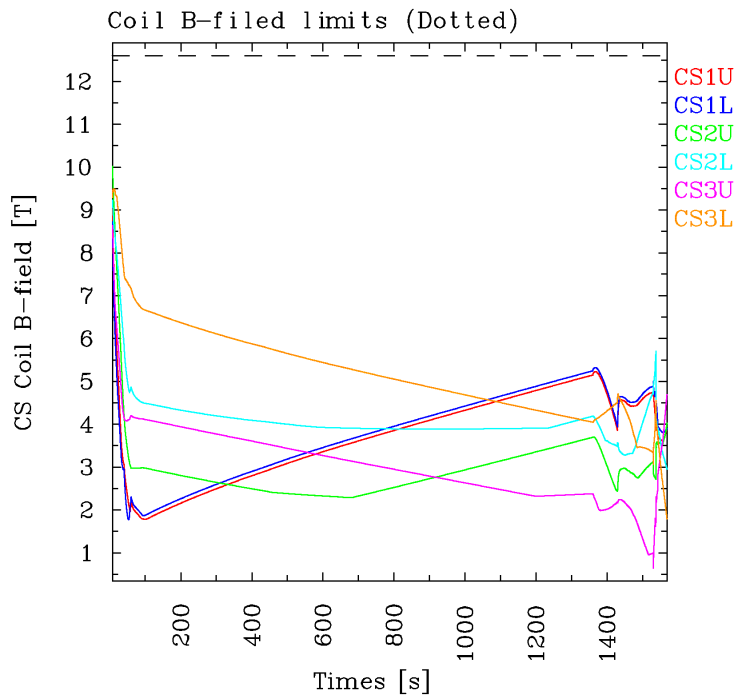 Coil B-filed limits (Dotted)
12
11
10
9
8
7
6
5
4
3
2
1
CS Coil B-field [T]
200
400
600
800
1000
1200
1400
Times [s]
CS1U
CS1L
CS2U
CS2L
CS3U
CS3L